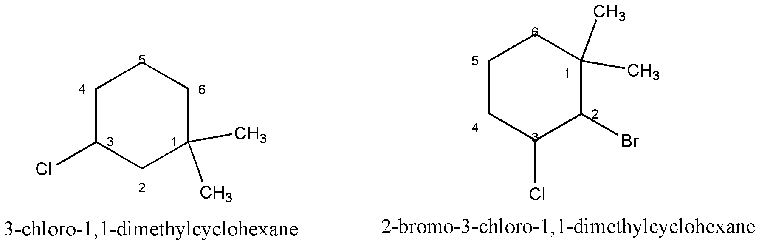 6
CH3
5
5
1
CH3
4
6
2
CH3
4
3
1
3
Br
Cl
2
CH3
Cl
3-chloro-1,1-dimethylcyclohexane
2-bromo-3-chloro-1,1-dimethylcyclohexane